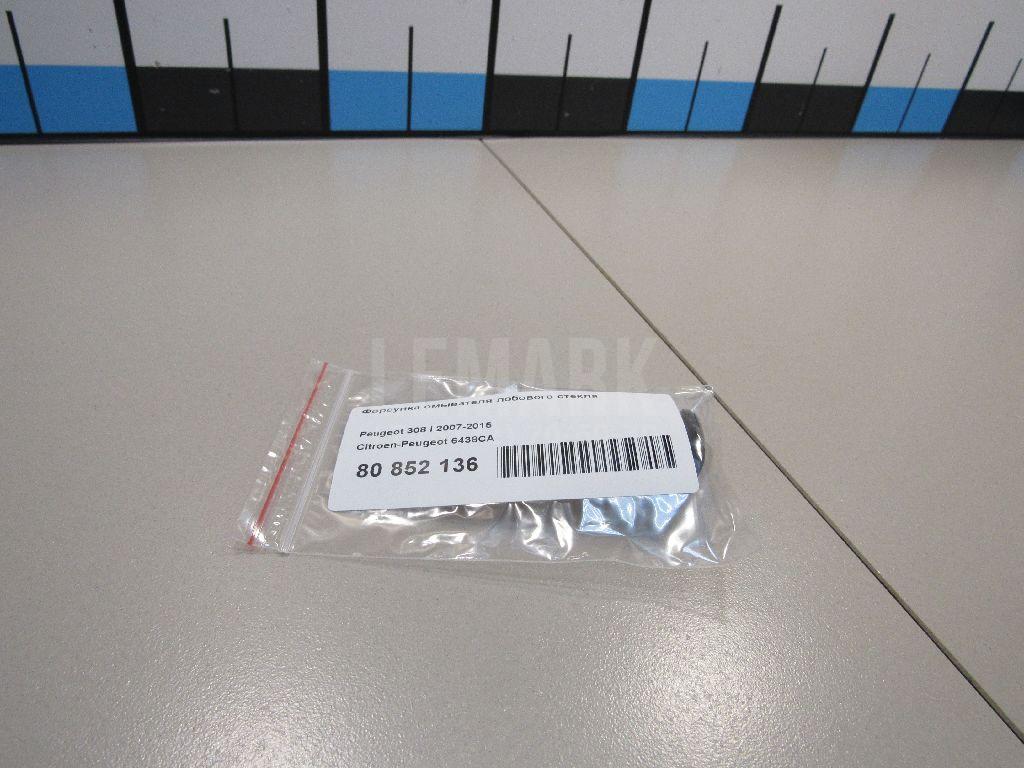 LEMARK
Форсунка омывателя лобового стекла
Peugeot 308 I 2007-2015
Citroen-Peugeot 6438CA
80 852 136